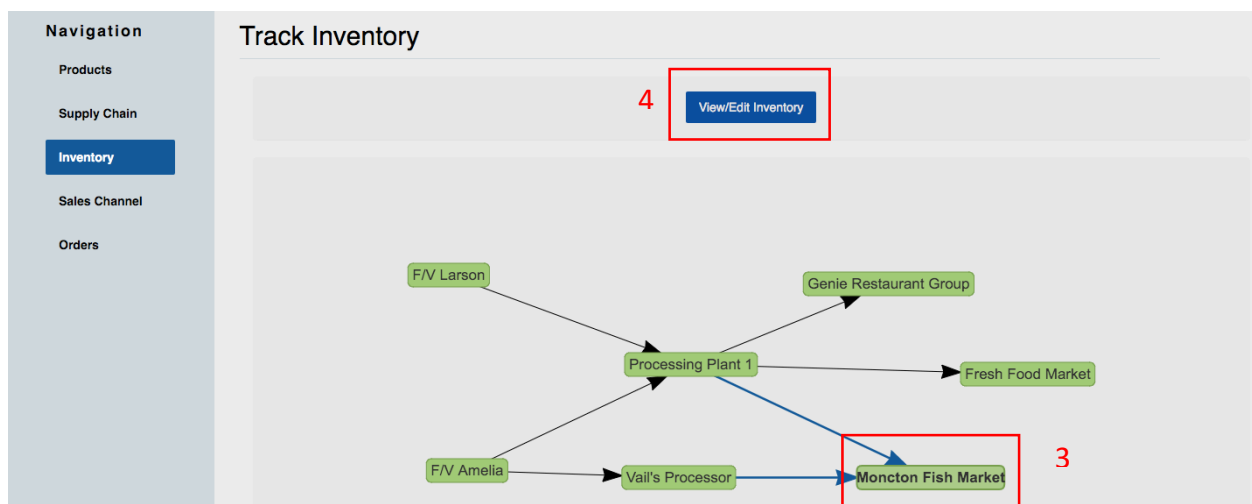 Navigation
Products
Supply Chain
Inventory
Sales Channel
Orders
Track Inventory
4
View/Edit Inventory
F/V Larson
Genie Restaurant Group
Processing Plant 1
Fresh Food Market
F/V Amelia
Vail's Processor
Moncton Fish Market
3